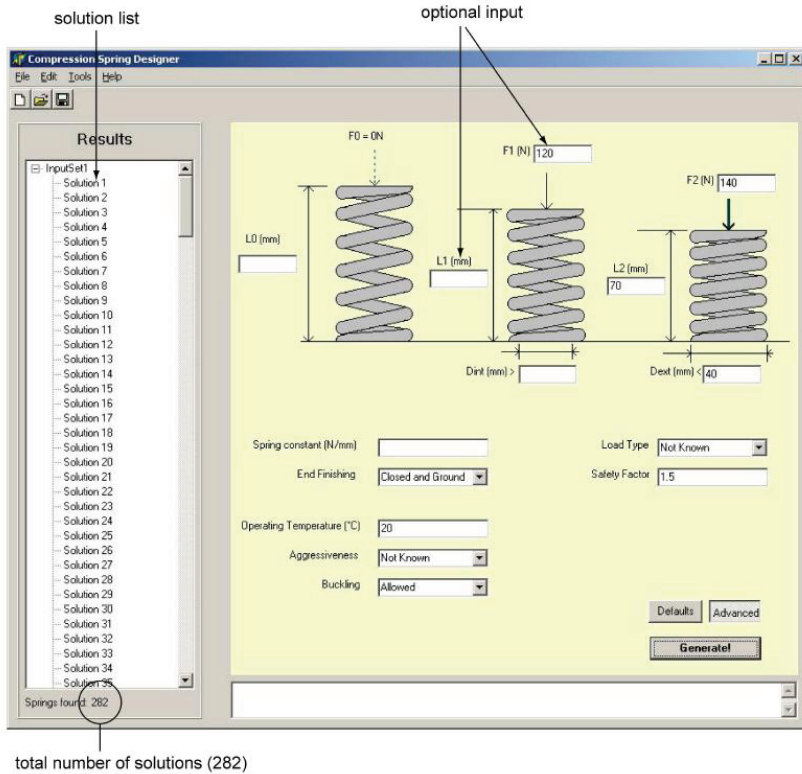 solution list
optional input
Compression Spring Designer
File Edit Tools Help
Results
InputSet1
Solution 1
Solution 2
Solution 3
Solution 4
Solution 5
Solution 6
Solution 7
Solution 8
Solution 9
Solution 10
Solution 11
Solution 12
Solution 13
Solution 14
Solution 15
Solution 16
Solution 17
Solution 18
Solution 19
Solution 20
Solution 21
Solution 22
Solution 23
Solution 24
Solution 25
Solution 26
Solution 27
Solution 28
Solution 29
Solution 30
Solution 31
Solution 32
Solution 33
Solution 34
Solution 35
Springs found: 282
F0 = 0N
F1 (N) 120
F2 (N) 140
L0 (mm)
L1 (mm)
L2 (mm)
70
Dint (mm) >
Dext (mm) < 40
Spring constant (N/mm)
Load Type Not Known
End Finishing Closed and Ground
Safety Factor 1.5
Operating Temperature (°C) 20
Aggressiveness Not Known
Buckling Allowed
Defaults Advanced
Generate!
total number of solutions (282)